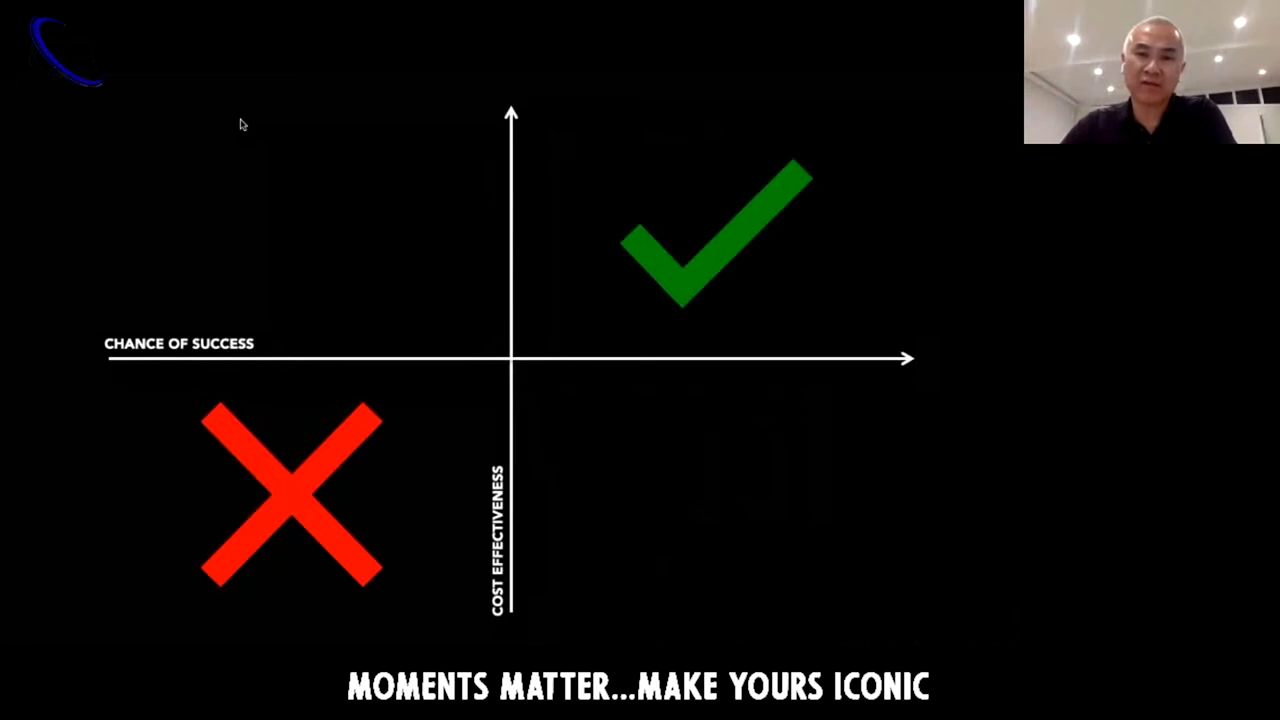 CHANCE OF SUCCESS
COST EFFECTIVENESS
MOMENTS MATTER...MAKE YOURS ICONIC